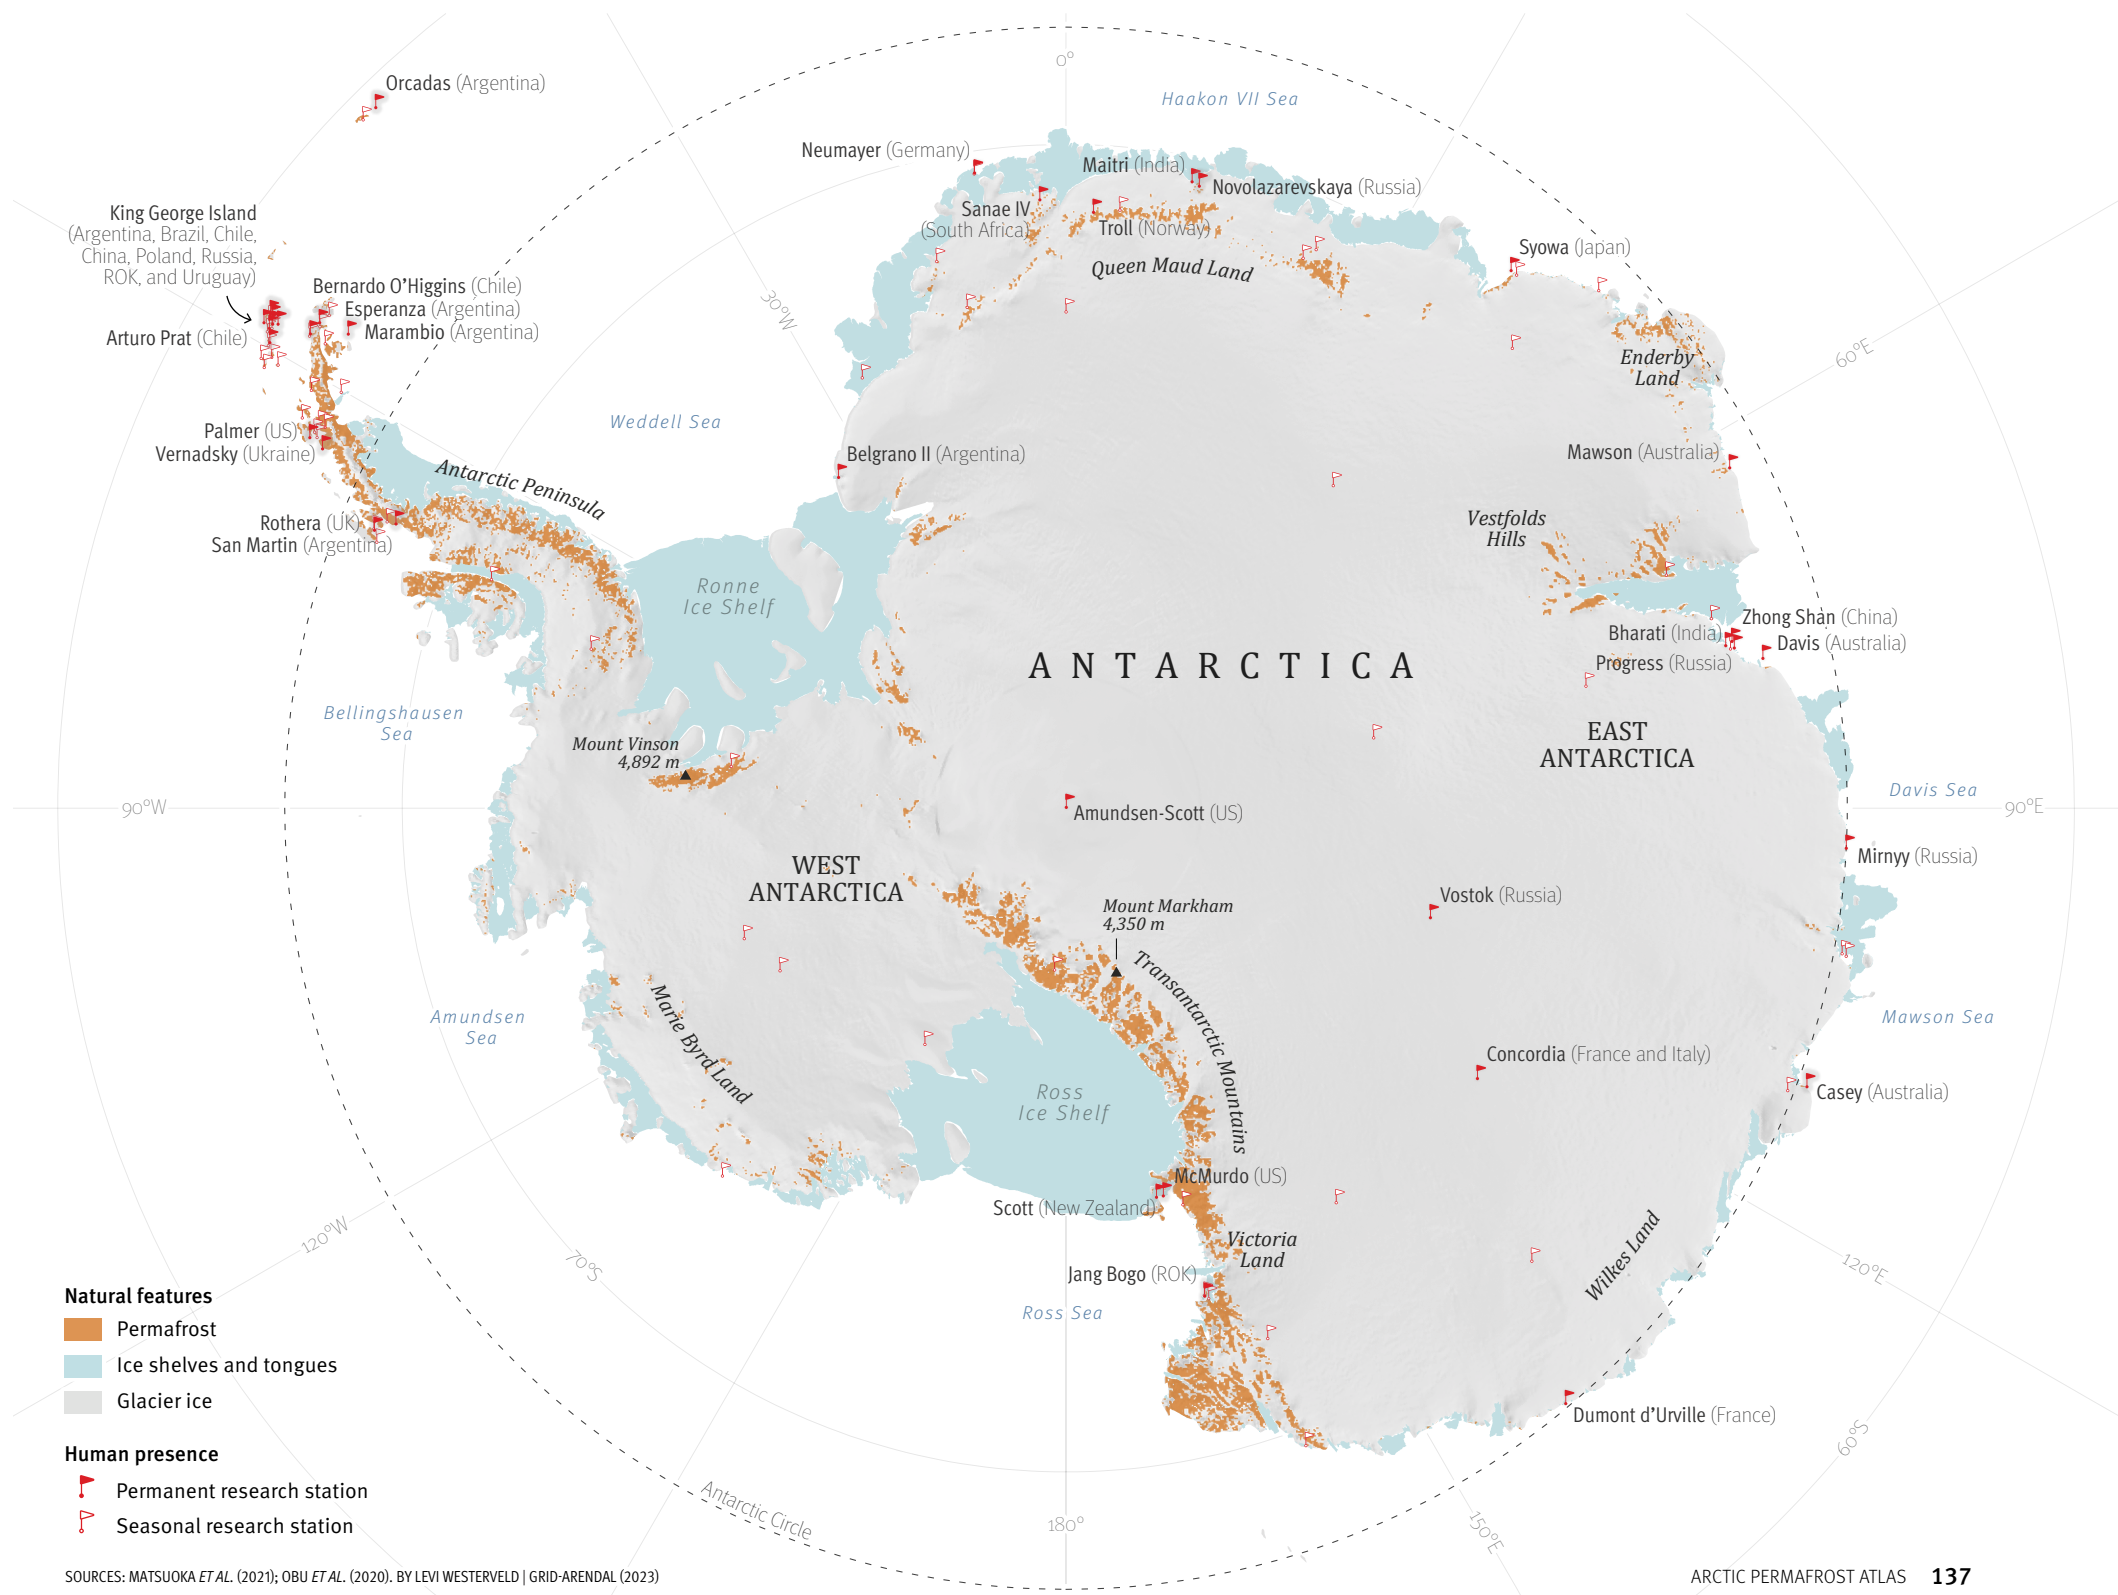 0°
Orcadas (Argentina)
Haakon VII Sea
Neumayer (Germany)
Maitri (India)
Novolazarevskaya (Russia)
Sanae IV
(South Africa)
Troll (Norway)
Queen Maud Land
Syowa (Japan)
King George Island
(Argentina, Brazil, Chile,
China, Poland, Russia,
ROK, and Uruguay)
Bernardo O'Higgins (Chile)
Esperanza (Argentina)
Marambio (Argentina)
Arturo Prat (Chile)
30°W
60°E
Enderby
Land
Weddell Sea
Palmer (US)
Vernadsky (Ukraine)
Belgrano II (Argentina)
Mawson (Australia)
Antarctic Peninsula
Rothera (UK)
San Martin (Argentina)
Vestfolds
Hills
Ronne
Ice Shelf
Zhong Shan (China)
Bharati (India)
Davis (Australia)
Progress (Russia)
ANTARCTICA
Bellingshausen
Sea
Mount Vinson
4,892 m
EAST
ANTARCTICA
Davis Sea
90°W
Amundsen-Scott (US)
90°E
Mirnyy (Russia)
WEST
ANTARCTICA
Vostok (Russia)
Mount Markham
4,350 m
Transantarctic Mountains
Marie Byrd Land
Amundsen
Sea
Mawson Sea
Concordia (France and Italy)
Ross
Ice Shelf
Casey (Australia)
McMurdo (US)
Scott (New Zealand)
Victoria
Land
Wilkes Land
120°W
70°S
120°E
Jang Bogo (ROK)
Ross Sea
Dumont d'Urville (France)
60°S
Antarctic Circle
180°
150°E
Natural features
Permafrost
Ice shelves and tongues
Glacier ice
Human presence
Permanent research station
Seasonal research station
SOURCES: MATSUOKA ET AL. (2021); OBU ET AL. (2020). BY LEVI WESTERVELD | GRID-ARENDAL (2023)
ARCTIC PERMAFROST ATLAS 137